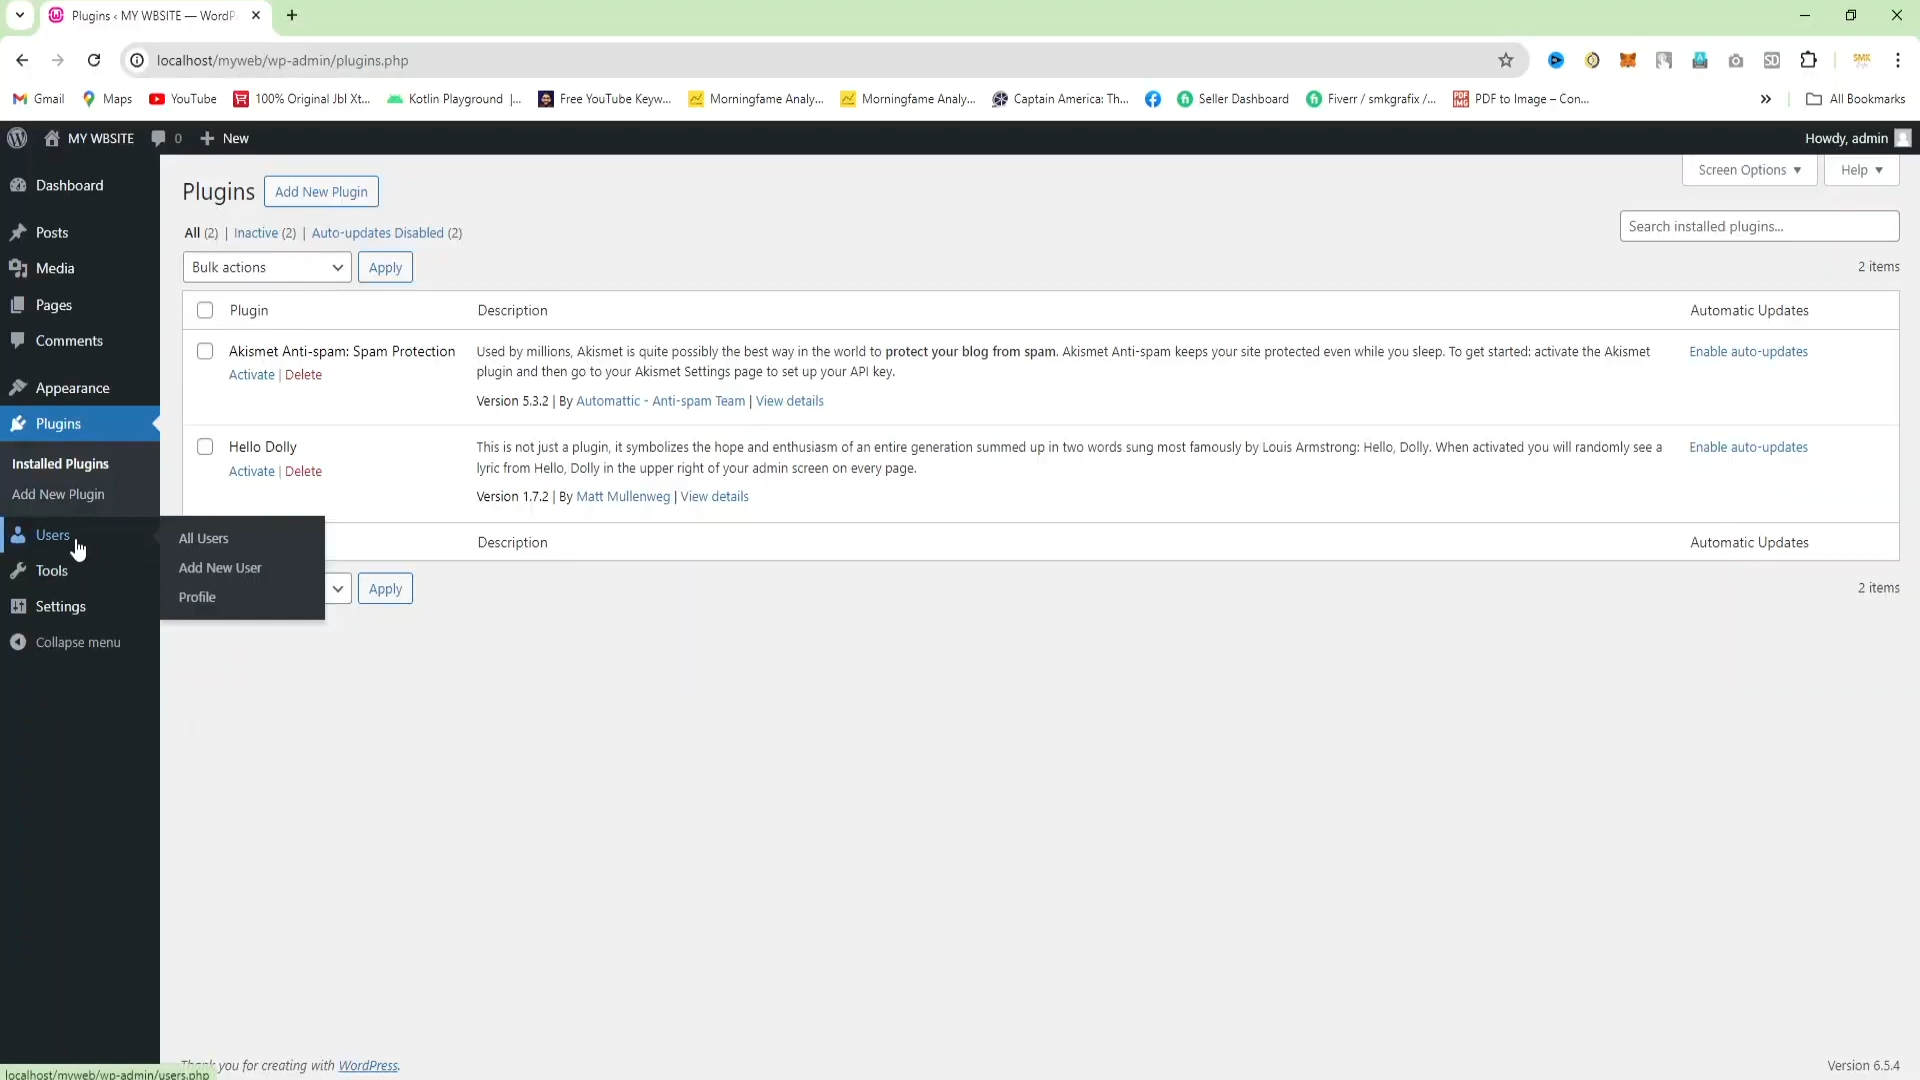 Plugins ‹ MY WBSITE — WordP
localhost/myweb/wp-admin/plugins.php
Gmail
Maps
YouTube
100% Original Jbl Xt...
Kotlin Playground |...
Free YouTube Keyw...
Morningfame Analy...
Morningfame Analy...
Captain America: Th...
Seller Dashboard
Fiverr / smkgrafix /...
PDF to Image – Con...
All Bookmarks
MY WBSITE
0
New
Howdy, admin
Dashboard
Posts
Media
Pages
Comments
Appearance
Plugins
Installed Plugins
Add New Plugin
Users
Tools
Settings
Collapse menu
All Users
Add New User
Profile
Screen Options
Help
Plugins
Add New Plugin
All (2) | Inactive (2) | Auto-updates Disabled (2)
Search installed plugins...
Bulk actions
Apply
2 items
Plugin
Description
Automatic Updates
Akismet Anti-spam: Spam Protection
Activate | Delete
Used by millions, Akismet is quite possibly the best way in the world to protect your blog from spam. Akismet Anti-spam keeps your site protected even while you sleep. To get started: activate the Akismet
plugin and then go to your Akismet Settings page to set up your API key.
Version 5.3.2 | By Automattic - Anti-spam Team | View details
Enable auto-updates
Hello Dolly
Activate | Delete
This is not just a plugin, it symbolizes the hope and enthusiasm of an entire generation summed up in two words sung most famously by Louis Armstrong: Hello, Dolly. When activated you will randomly see a
lyric from Hello, Dolly in the upper right of your admin screen on every page.
Version 1.7.2 | By Matt Mullenweg | View details
Enable auto-updates
Description
Automatic Updates
Apply
2 items
Thank you for creating with WordPress.
Version 6.5.4
localhost/myweb/wp-admin/users.php
SD
SMK